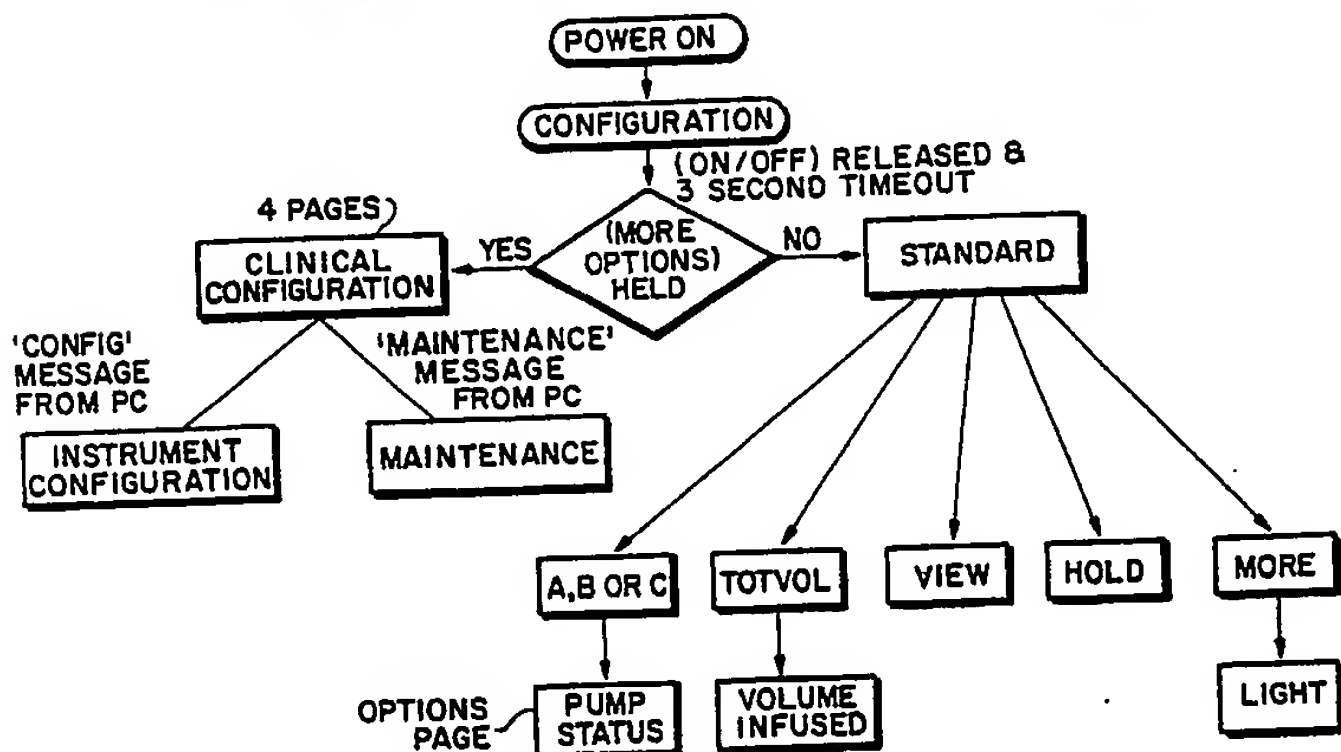 POWER ON
CONFIGURATION
(ON/OFF) RELEASED &
3 SECOND TIMEOUT
4 PAGES
CLINICAL
CONFIGURATION
YES
(MORE
OPTIONS)
HELD
NO
STANDARD
'CONFIG'
MESSAGE
FROM PC
'MAINTENANCE'
MESSAGE
FROM PC
INSTRUMENT
CONFIGURATION
MAINTENANCE
A,B OR C
TOTVOL
VIEW
HOLD
MORE
OPTIONS
PAGE
PUMP
STATUS
VOLUME
INFUSED
LIGHT